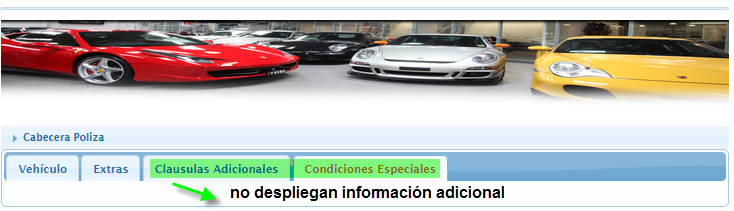 Cabecera Poliza
Vehículo Extras Clausulas Adicionales Condiciones Especiales
no despliegan información adicional